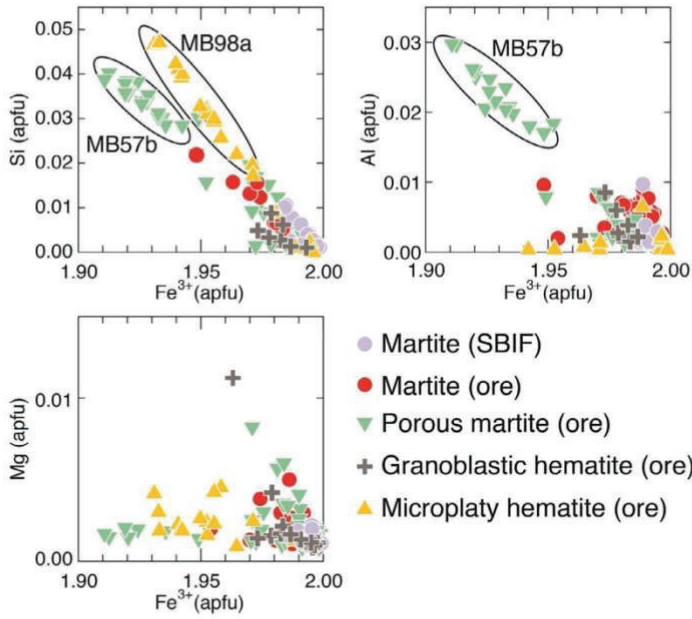 0.05
0.04
0.03
0.02
0.01
0.00
Si (apfu)
MB98a
MB57b
1.90
1.95
2.00
Fe³⁺(apfu)
0.03
0.02
0.01
0.00
Al (apfu)
MB57b
1.90
1.95
2.00
Fe³⁺(apfu)
0.01
0.00
Mg (apfu)
1.90
1.95
2.00
Fe³⁺(apfu)
Martite (SBIF)
Martite (ore)
Porous martite (ore)
Granoblastic hematite (ore)
Microplaty hematite (ore)